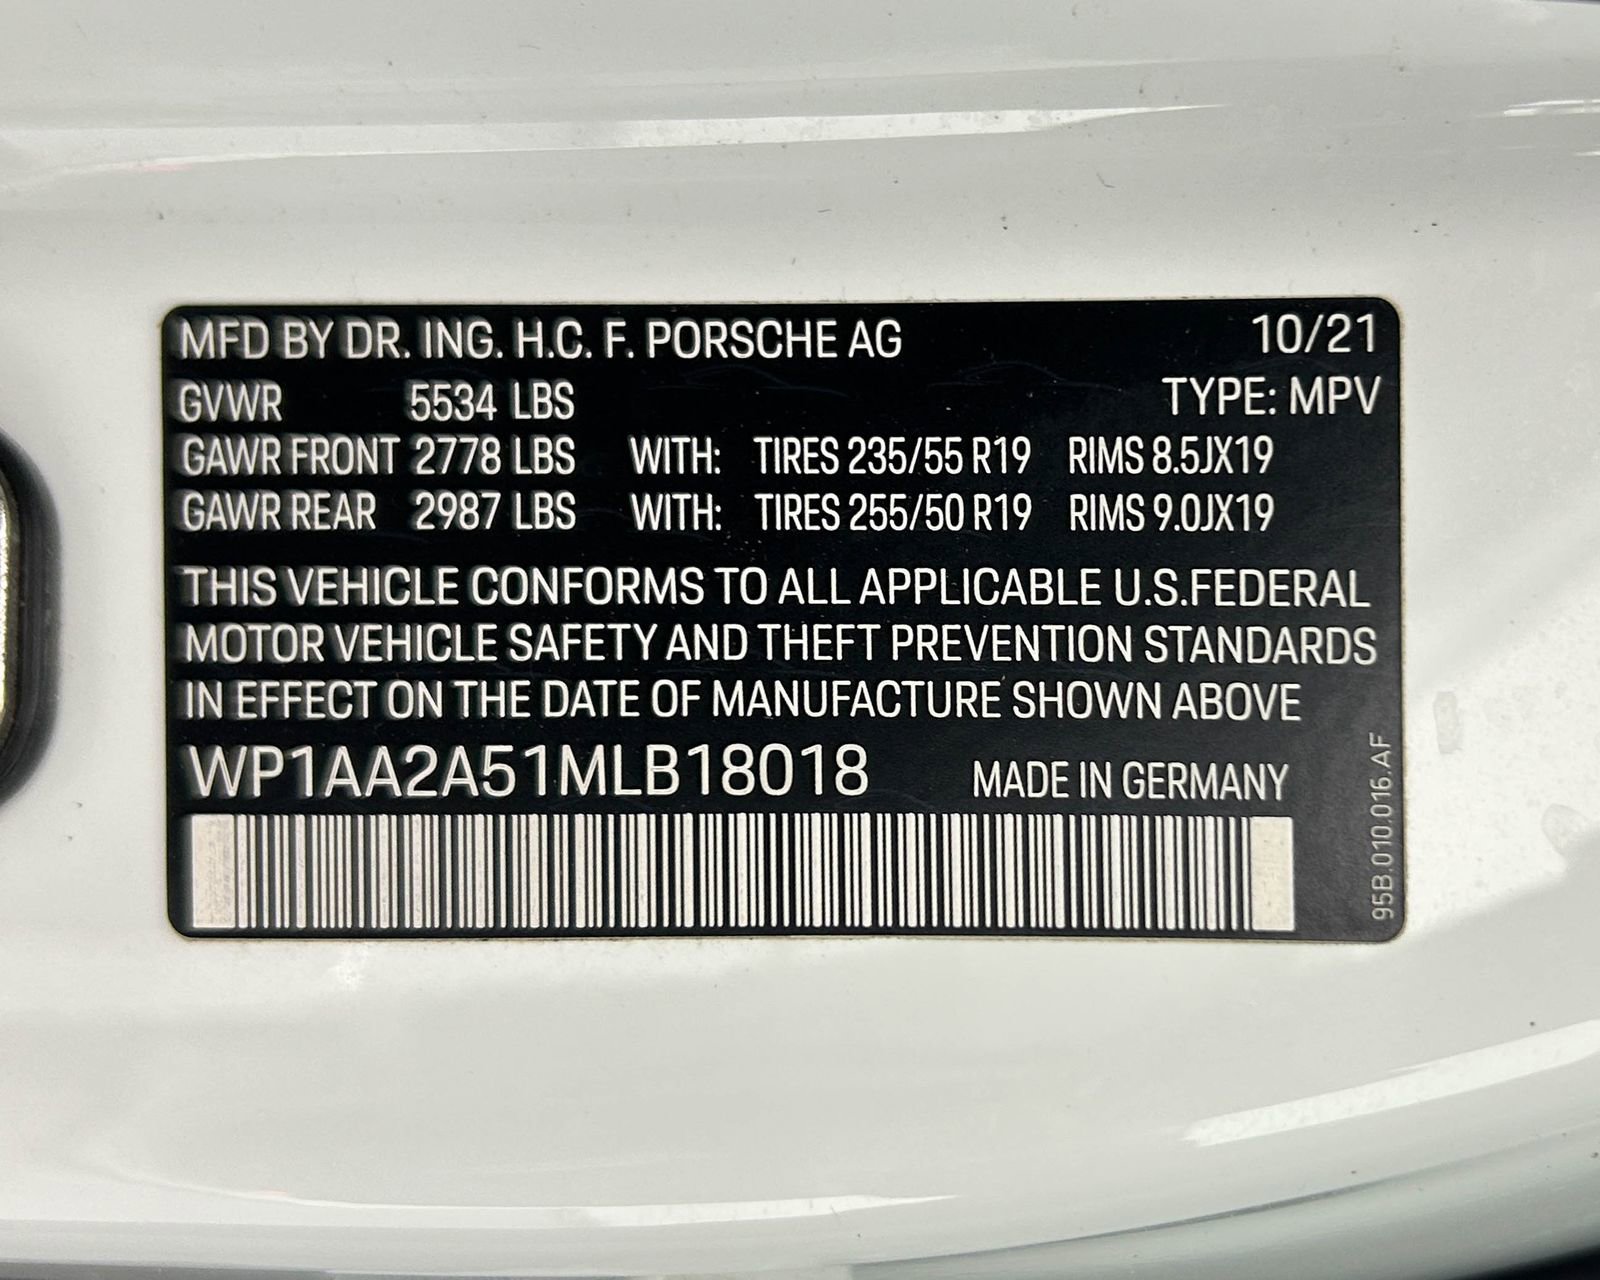 MFD BY DR. ING. H.C. F. PORSCHE AG 10/21
GVWR 5534 LBS TYPE: MPV
GAWR FRONT 2778 LBS WITH: TIRES 235/55 R19 RIMS 8.5JX19
GAWR REAR 2987 LBS WITH: TIRES 255/50 R19 RIMS 9.0JX19
THIS VEHICLE CONFORMS TO ALL APPLICABLE U.S.FEDERAL
MOTOR VEHICLE SAFETY AND THEFT PREVENTION STANDARDS
IN EFFECT ON THE DATE OF MANUFACTURE SHOWN ABOVE
WP1AA2A51MLB18018 MADE IN GERMANY
95B.010.016.AF